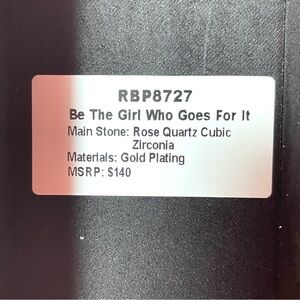 RBP8727
Be The Girl Who Goes For It
Main Stone: Rose Quartz Cubic
Zirconia
Materials: Gold Plating
MSRP: $140